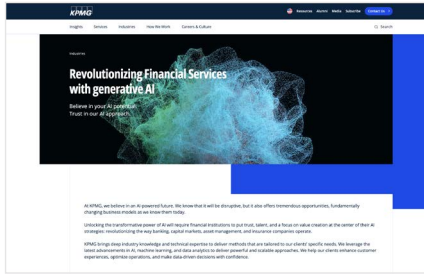 KPMG
Resources Alumni Media Subscribe Contact Us
Insights Services Industries How We Work Careers & Culture
Search
Industries
Revolutionizing Financial Services
with generative AI
Believe in your AI potential.
Trust in our AI approach.
At KPMG, we believe in an AI-powered future. We know that it will be disruptive, but it also offers tremendous opportunities, fundamentally
changing business models as we know them today.
Unlocking the transformative power of AI will require financial institutions to put trust, talent, and a focus on value creation at the center of their AI
strategies: revolutionizing the way banking, capital markets, asset management, and insurance companies operate.
KPMG brings deep industry knowledge and technical expertise to deliver methods that are tailored to our clients' specific needs. We leverage the
latest advancements in AI, machine learning, and data analytics to deliver powerful and scalable approaches. We help our clients enhance customer
experiences, optimize operations, and make data-driven decisions with confidence.